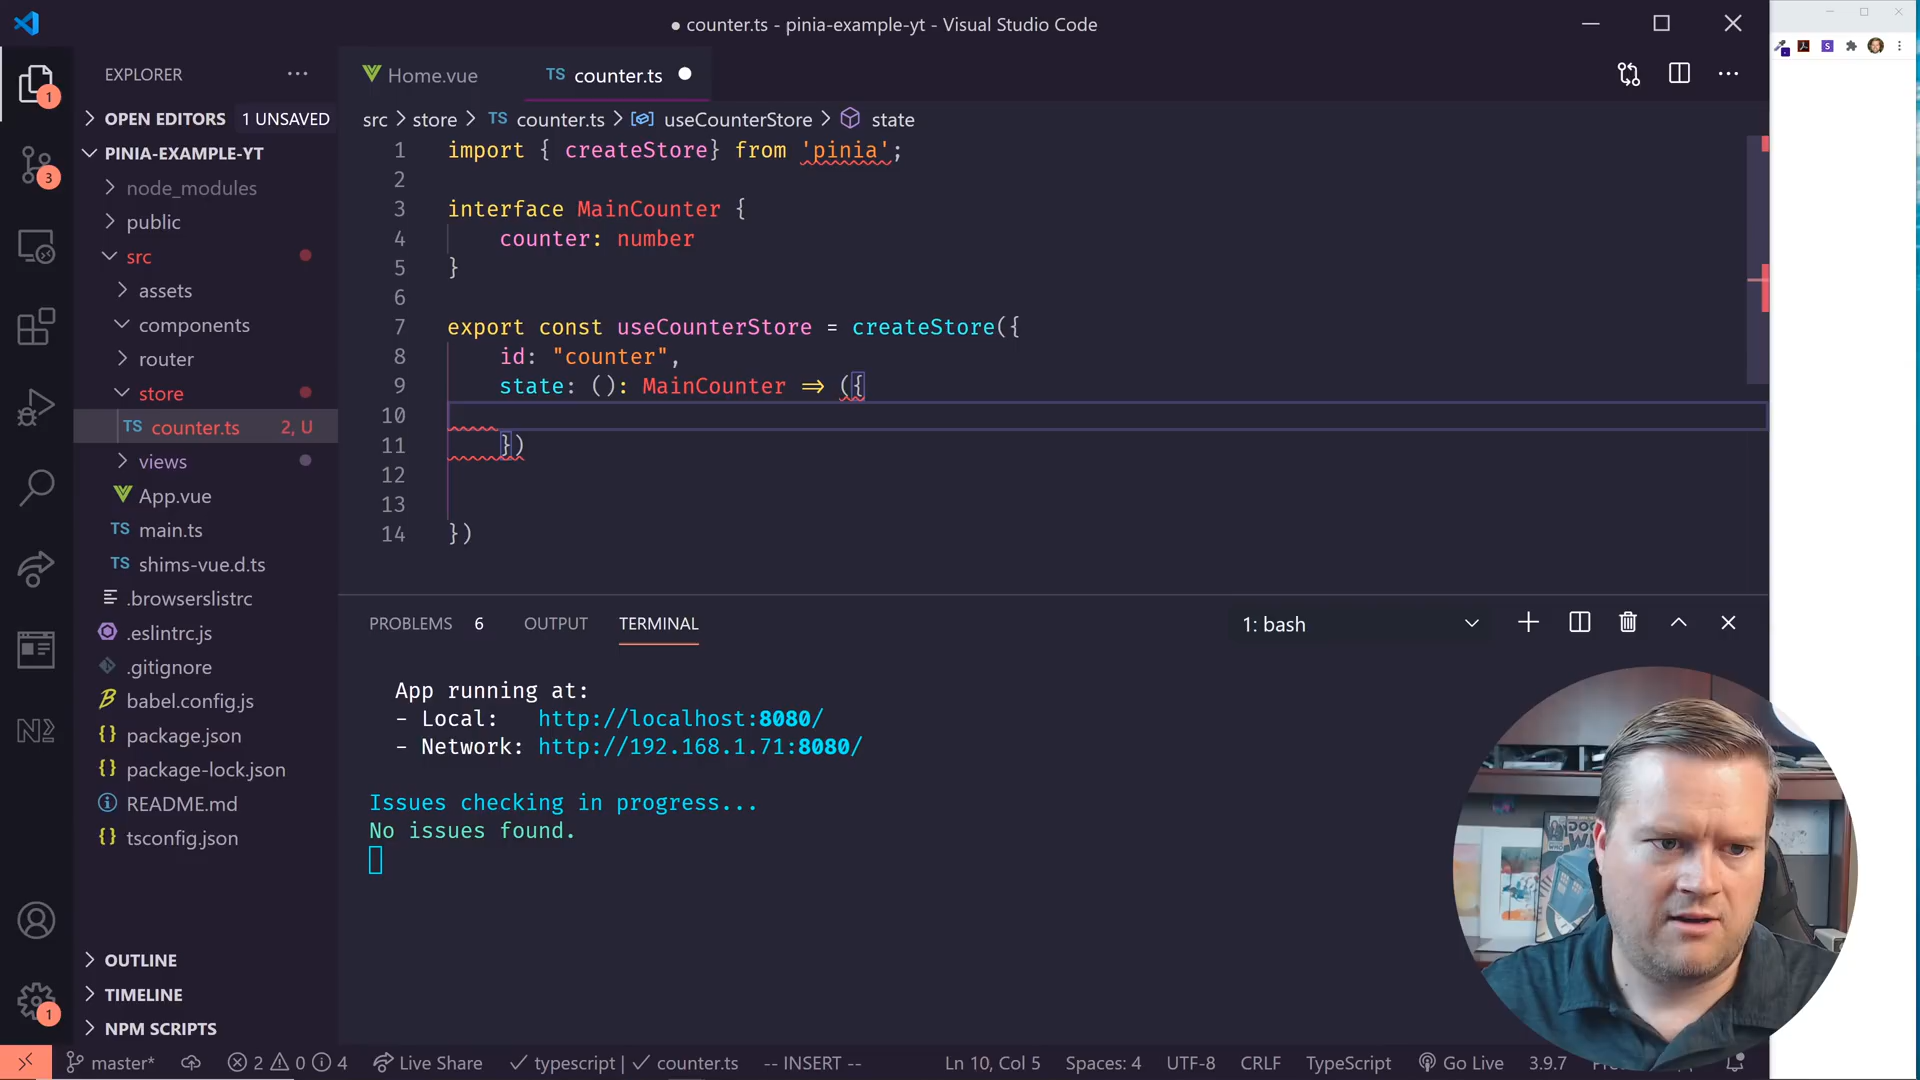 counter.ts - pinia-example-yt - Visual Studio Code
EXPLORER
OPEN EDITORS 1 UNSAVED
PINIA-EXAMPLE-YT
node_modules
public
src
assets
components
router
store
TS counter.ts 2, U
views
App.vue
TS main.ts
TS shims-vue.d.ts
.browserslistrc
.eslintrc.js
.gitignore
babel.config.js
{} package.json
{} package-lock.json
README.md
{} tsconfig.json
OUTLINE
TIMELINE
NPM SCRIPTS
1
3
1
Home.vue
TS counter.ts
src > store > TS counter.ts > useCounterStore > state
1 import { createStore} from 'pinia';
2
3 interface MainCounter {
4 counter: number
5 }
6
7 export const useCounterStore = createStore({
8 id: "counter",
9 state: (): MainCounter => ({
10
11 })
12
13
14 })
PROBLEMS 6 OUTPUT TERMINAL 1: bash
App running at:
- Local: http://localhost:8080/
- Network: http://192.168.1.71:8080/
Issues checking in progress...
No issues found.
master* 2 0 4 Live Share typescript | counter.ts -- INSERT -- Ln 10, Col 5 Spaces: 4 UTF-8 CRLF TypeScript Go Live 3.9.7